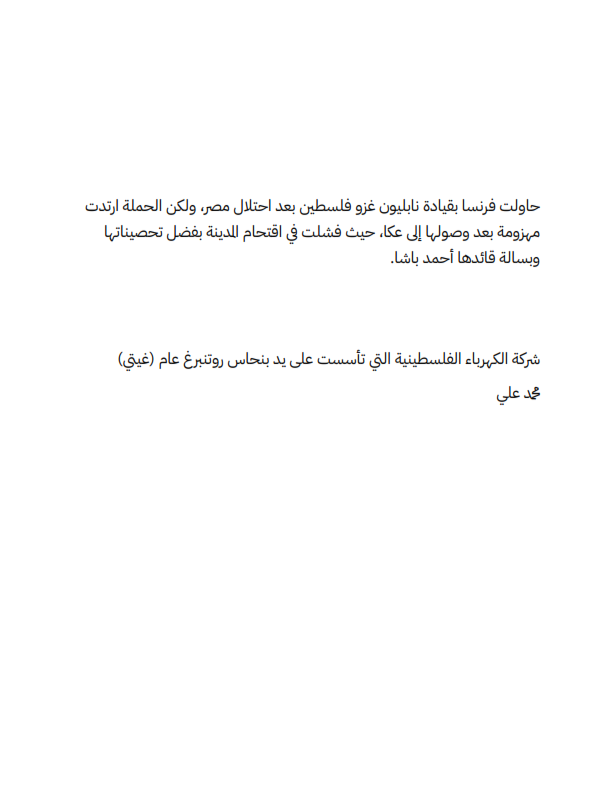 حاولت فرنسا بقيادة نابليون غزو فلسطين بعد احتلال مصر، ولكن الحملة ارتدت
مهزومة بعد وصولها إلى عكا، حيث فشلت في اقتحام المدينة بفضل تحصيناتها
وبسالة قائدها أحمد باشا.
شركة الكهرباء الفلسطينية التي تأسست على يد بنحاس روتنبرغ عام (غيتي)
محمد علي